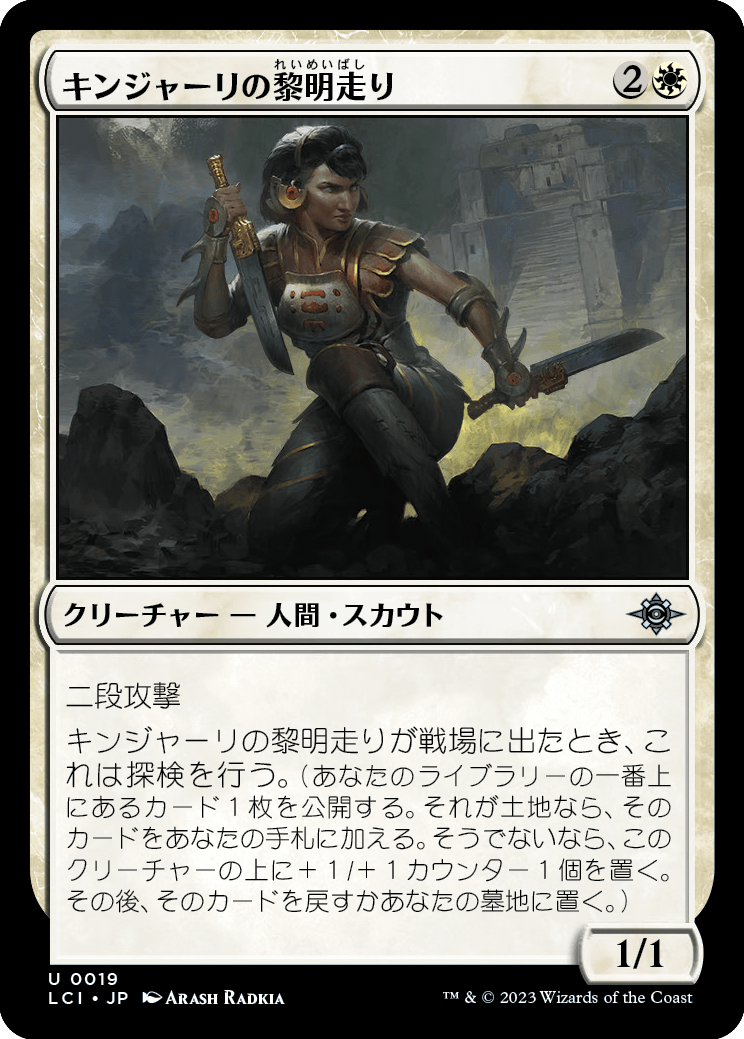 れいめいばし
キンジャーリの黎明走り 2
クリーチャー — 人間・スカウト
二段攻撃
キンジャーリの黎明走りが戦場に出たとき、こ
れは探検を行う。（あなたのライブラリーの一番上
にあるカード１枚を公開する。それが土地なら、その
カードをあなたの手札に加える。そうでないなら、この
クリーチャーの上に＋１/＋１カウンター１個を置く。
その後、そのカードを戻すかあなたの墓地に置く。）
1/1
U 0019
LCI • JP Arash Radkia
™ & © 2023 Wizards of the Coast